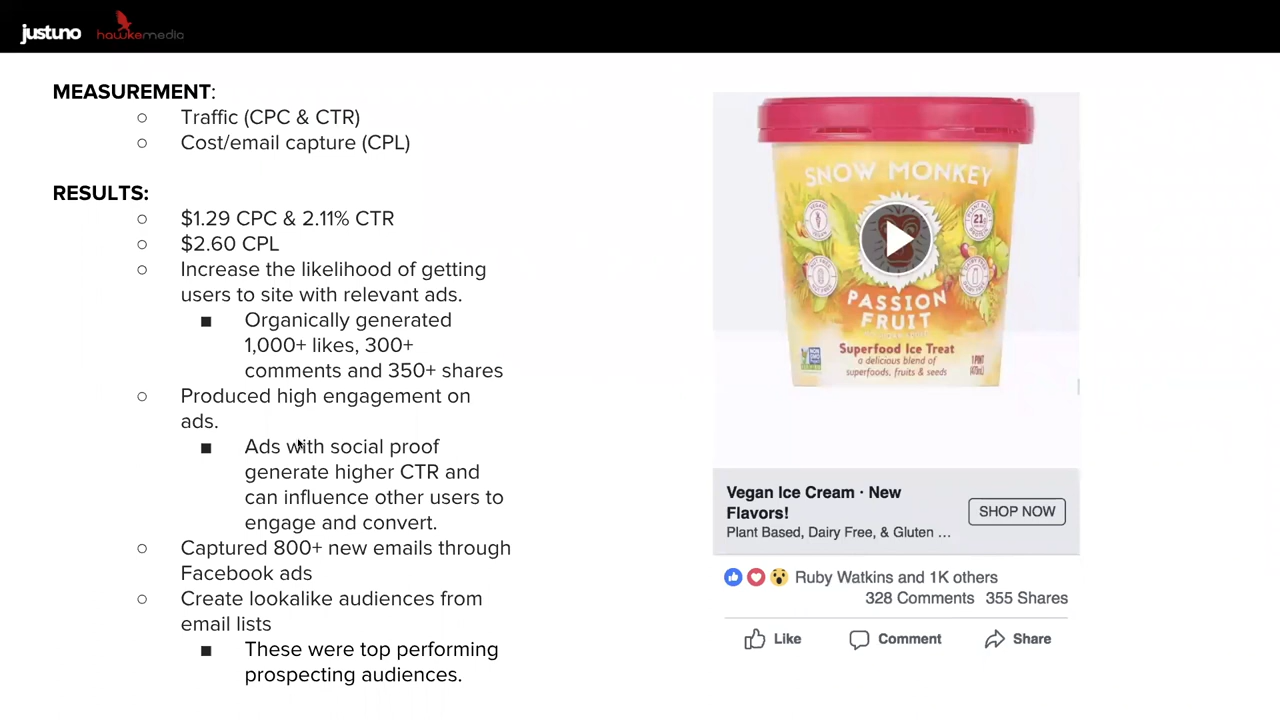 justuno hawkemedia
MEASUREMENT:
○ Traffic (CPC & CTR)
○ Cost/email capture (CPL)
RESULTS:
○ $1.29 CPC & 2.11% CTR
○ $2.60 CPL
○ Increase the likelihood of getting
users to site with relevant ads.
■ Organically generated
1,000+ likes, 300+
comments and 350+ shares
○ Produced high engagement on
ads.
■ Ads with social proof
generate higher CTR and
can influence other users to
engage and convert.
○ Captured 800+ new emails through
Facebook ads
○ Create lookalike audiences from
email lists
■ These were top performing
prospecting audiences.
SNOW MONKEY
21
PASSION
FRUIT
Superfood Ice Treat
a delicious blend of
superfoods, fruits & seeds
1 PINT
(473mL)
Vegan Ice Cream · New
Flavors!
Plant Based, Dairy Free, & Gluten ...
SHOP NOW
Ruby Watkins and 1K others
328 Comments 355 Shares
Like Comment Share